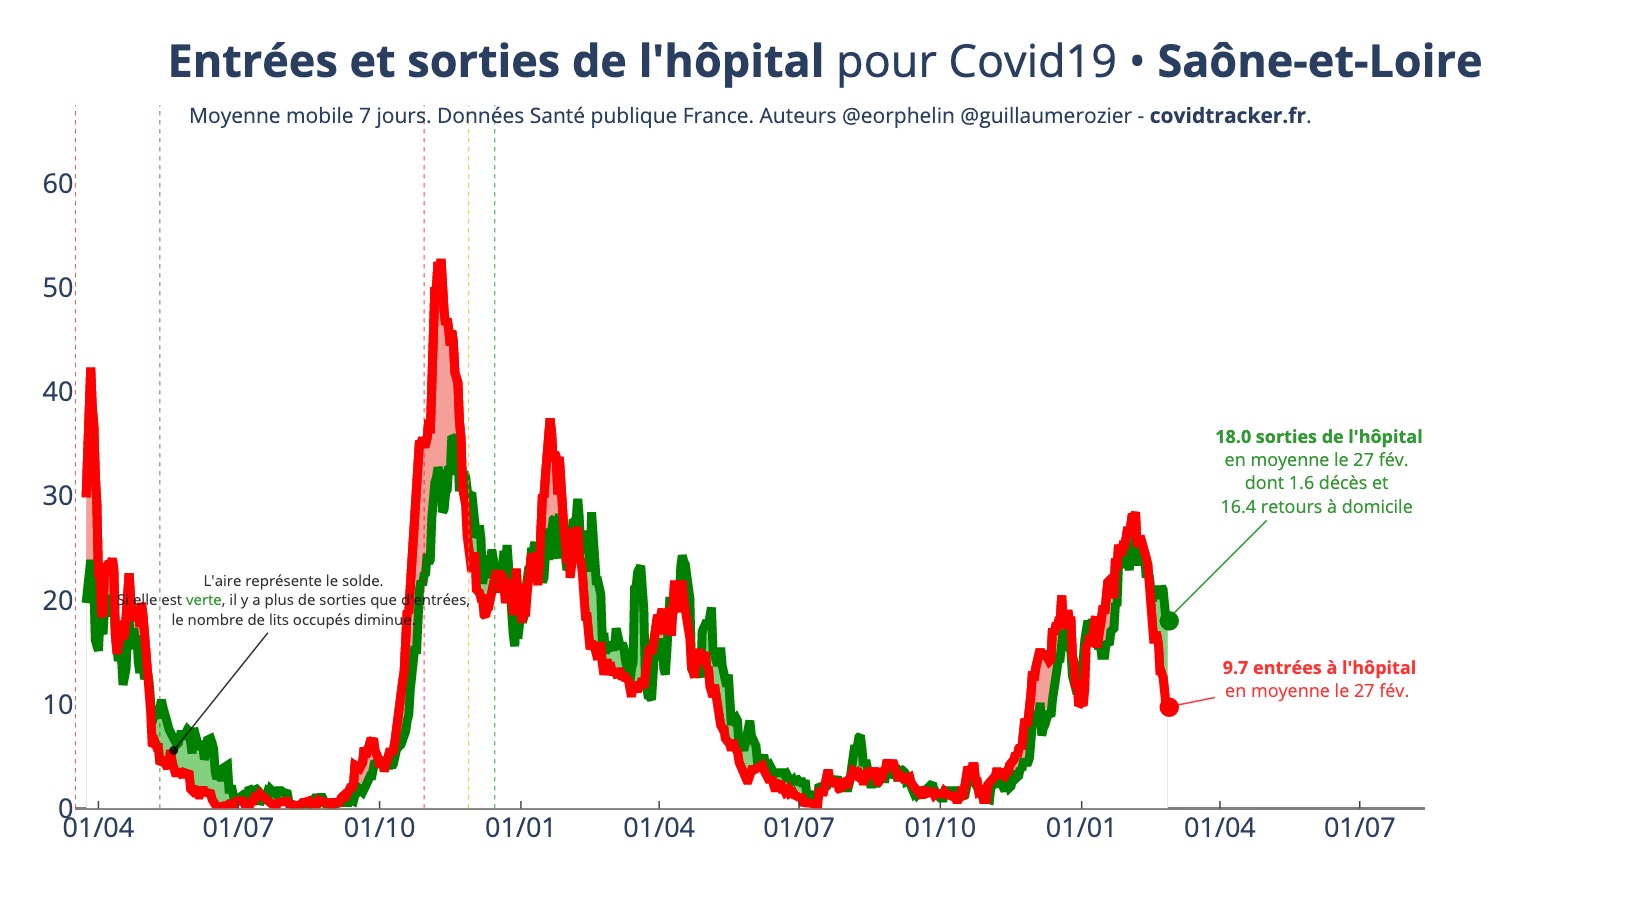 Entrées et sorties de l'hôpital pour Covid19 • Saône-et-Loire
Moyenne mobile 7 jours. Données Santé publique France. Auteurs @eorphelin @guillaumerozier - covidtracker.fr.
60
50
40
30
20
10
0
18.0 sorties de l'hôpital
en moyenne le 27 fév.
dont 1.6 décès et
16.4 retours à domicile
L'aire représente le solde.
Si elle est verte, il y a plus de sorties que d'entrées,
le nombre de lits occupés diminue.
9.7 entrées à l'hôpital
en moyenne le 27 fév.
01/04 01/07 01/10 01/01 01/04 01/07 01/10 01/01 01/04 01/07